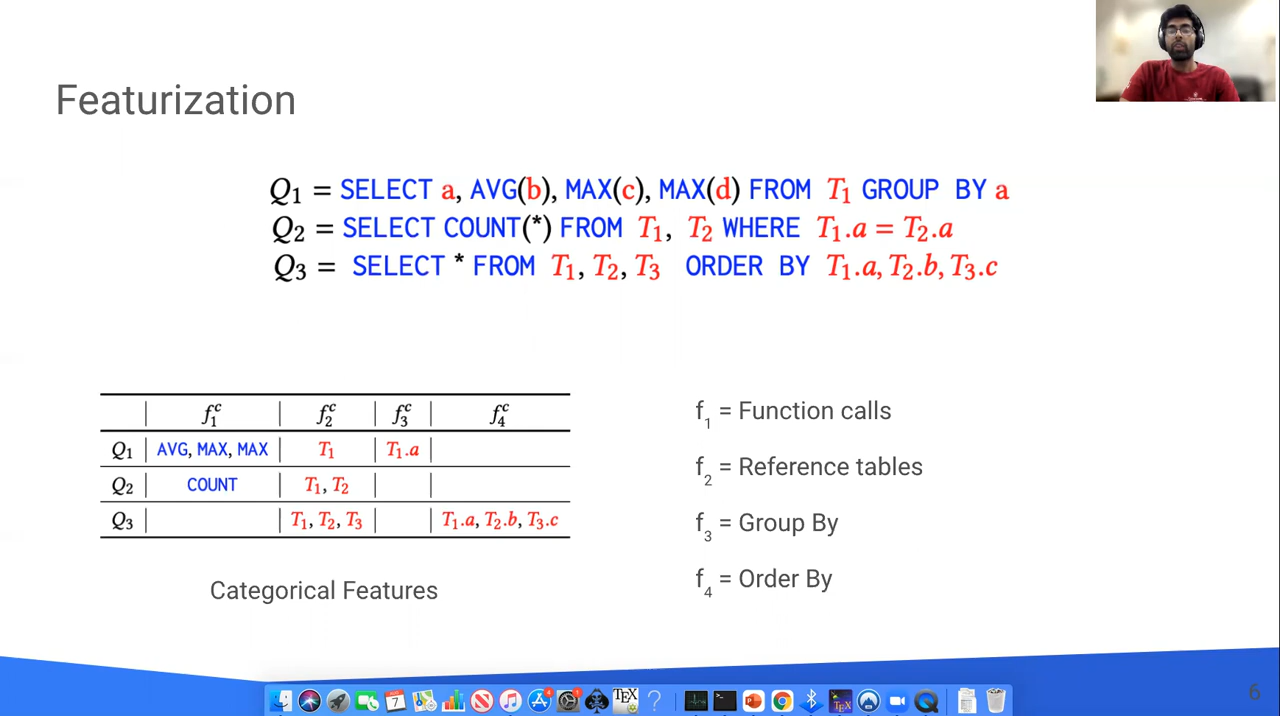 Featurization
Q₁ = SELECT a, AVG(b), MAX(c), MAX(d) FROM T₁ GROUP BY a
Q₂ = SELECT COUNT(*) FROM T₁, T₂ WHERE T₁.a = T₂.a
Q₃ = SELECT * FROM T₁, T₂, T₃ ORDER BY T₁.a, T₂.b, T₃.c
f₁ᶜ f₂ᶜ f₃ᶜ f₄ᶜ
Q₁ AVG, MAX, MAX T₁ T₁.a
Q₂ COUNT T₁, T₂
Q₃ T₁, T₂, T₃ T₁.a, T₂.b, T₃.c
Categorical Features
f₁ = Function calls
f₂ = Reference tables
f₃ = Group By
f₄ = Order By
6
7
TEX